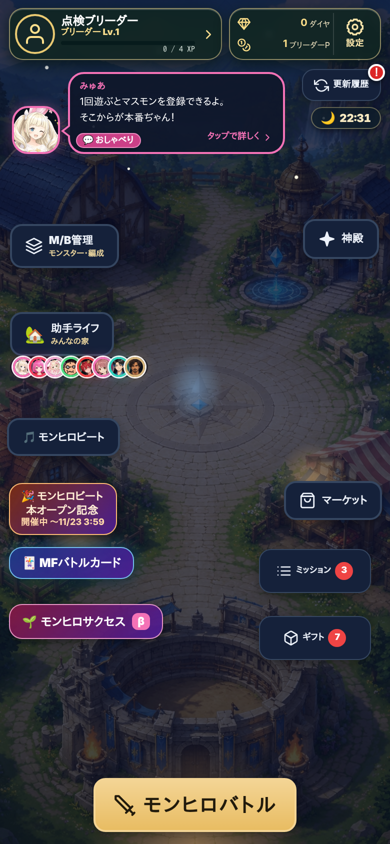 点検ブリーダー
ブリーダー Lv.1
0 / 4 XP
0 ダイヤ
1 ブリーダーP
設定
みゅあ
1回遊ぶとマスモンを登録できるよ。
そこからが本番ぢゃん!
💬 おしゃべり
タップで詳しく
更新履歴
!
🌙 22:31
M/B管理
モンスター・編成
神殿
助手ライフ
みんなの家
🎵 モンヒロビート
🎉 モンヒロビート
本オープン記念
開催中 〜11/23 3:59
マーケット
🃏 MFバトルカード
ミッション 3
🌱 モンヒロサクセス β
ギフト 7
モンヒロバトル